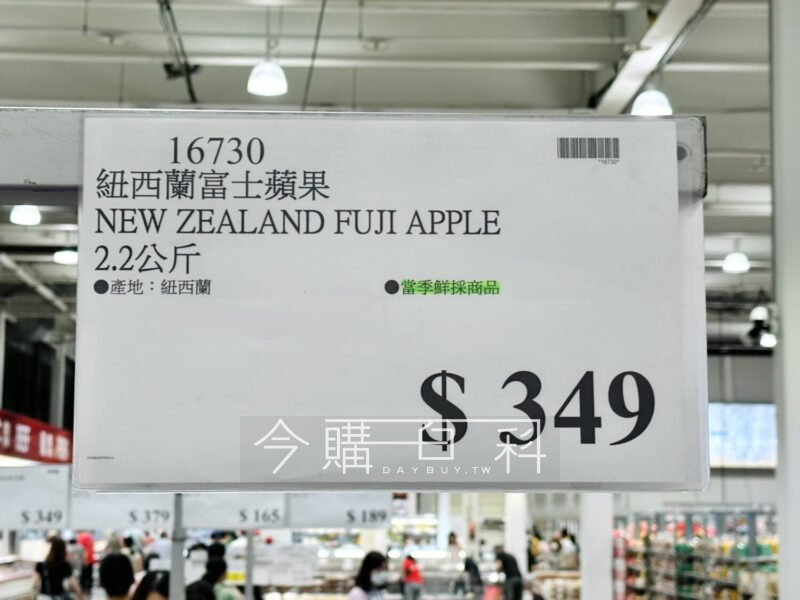 16730
*16730*
紐西蘭富士蘋果
NEW ZEALAND FUJI APPLE
2.2公斤
●產地：紐西蘭
●當季鮮採商品
$ 349
今購百科
DAYBUY.TW
$ 349
$ 379
$ 165
$ 189